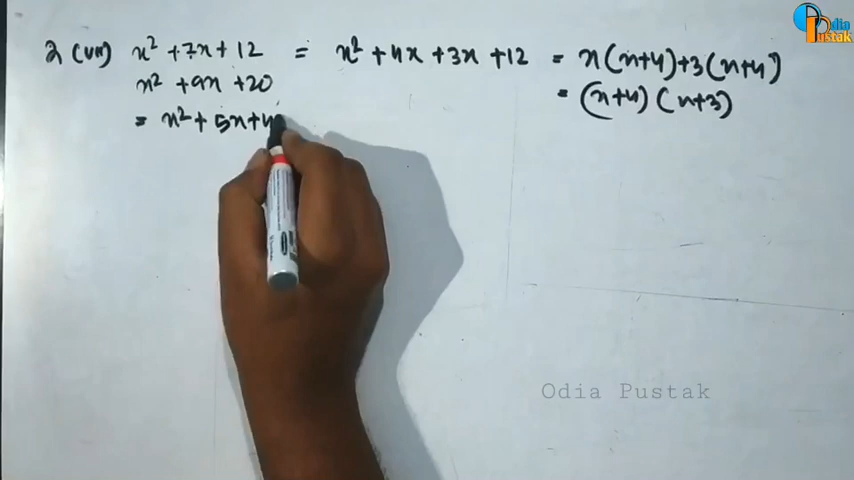 2 (vii) x² + 7x + 12 = x² + 4x + 3x + 12 = x(x+4)+3(x+4)
x² + 9x + 20 = (x+4) (x+3)
= x² + 5x+4
Odia Pustak
Odia Pustak